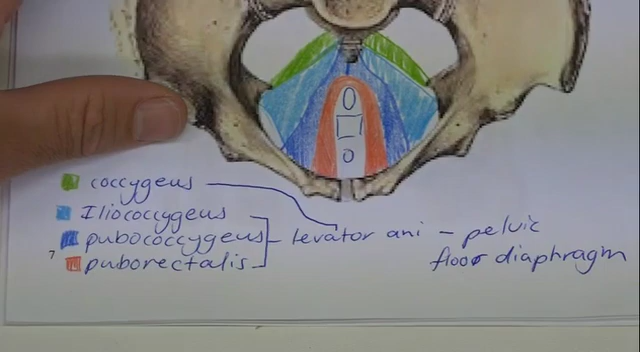 coccygeus
Iliococcygeus
pubococcygeus - levator ani - pelvic
puborectalis floor diaphragm